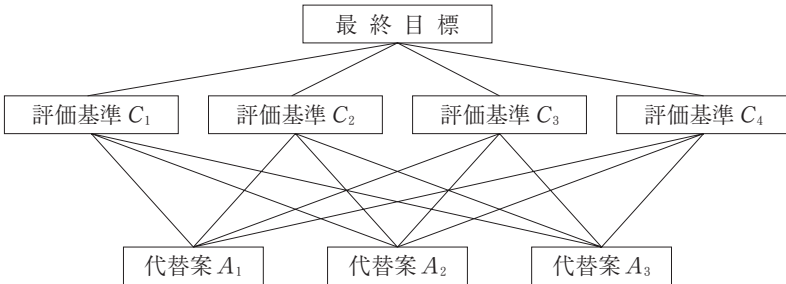 最終目標
評価基準 C₁
評価基準 C₂
評価基準 C₃
評価基準 C₄
代替案 A₁
代替案 A₂
代替案 A₃